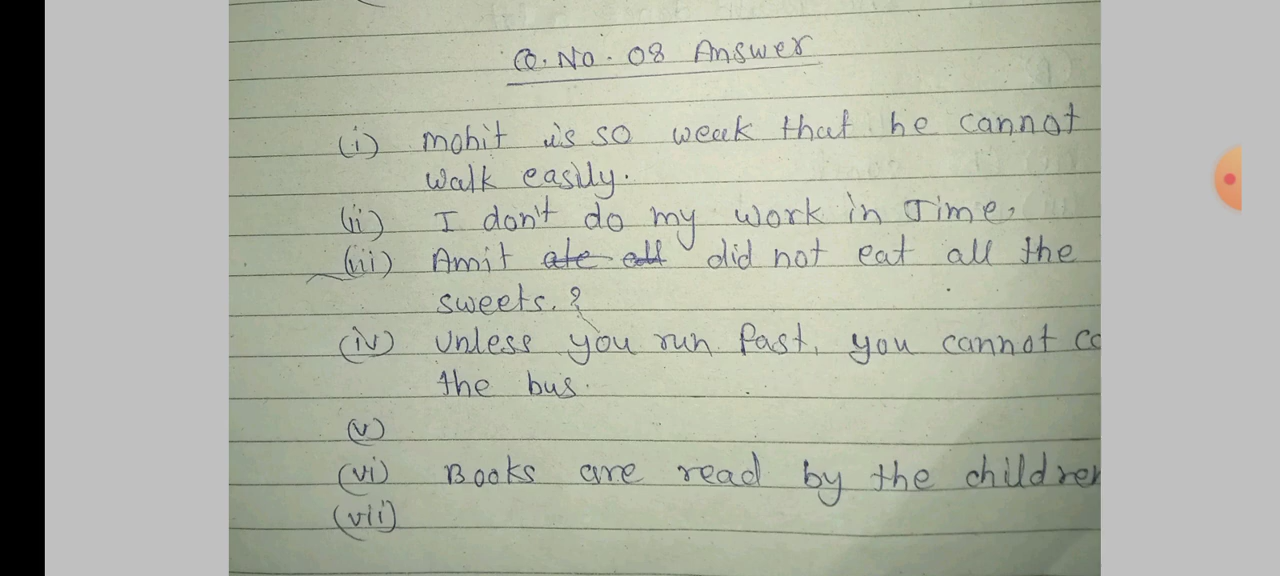 Q. No. 08 Answer
(i) mohit is so weak that he cannot
walk easily.
(ii) I don't do my work in Time.
(iii) Amit ate all did not eat all the
sweets. ?
(iv) Unless you run fast, you cannot
the bus.
(v)
(vi) Books are read by the children
(vii)